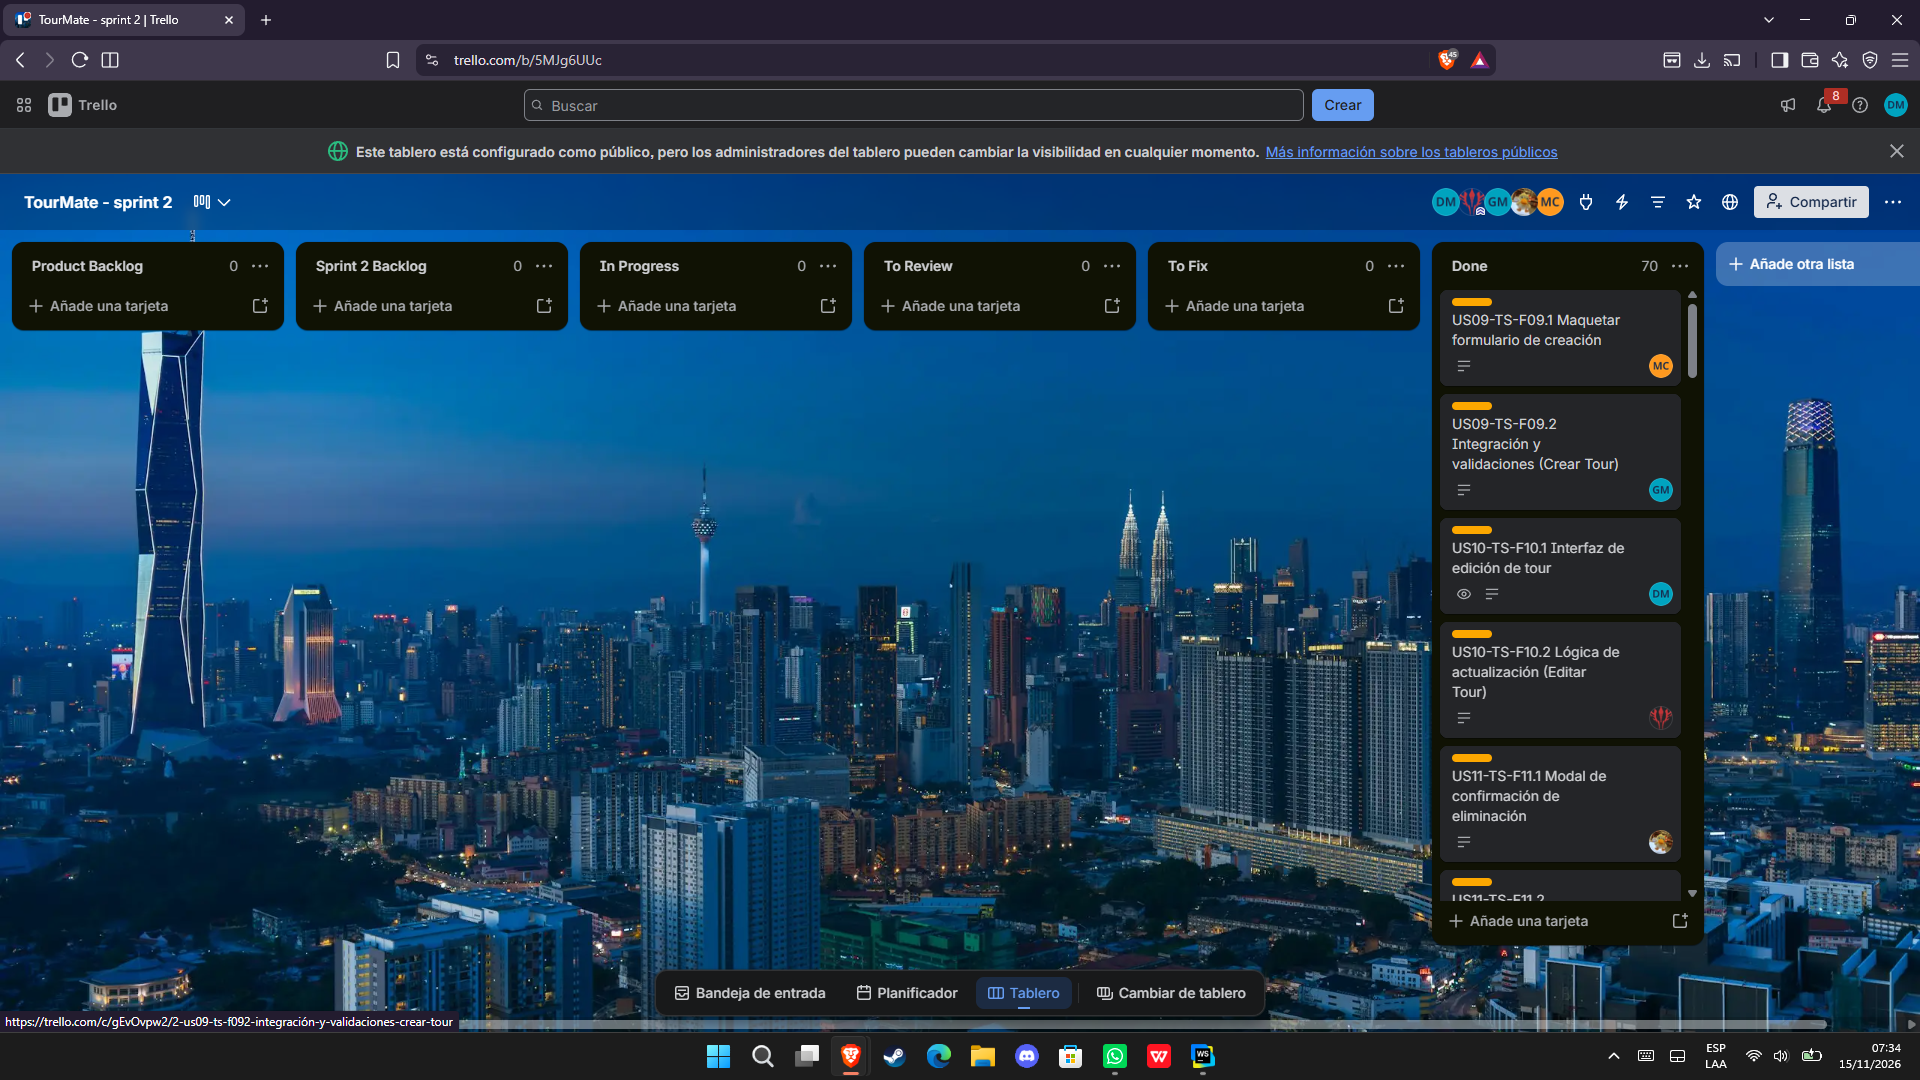 TourMate - sprint 2 | Trello
trello.com/b/5MJg6UUc
45
Trello
Buscar
Crear
8
DM
Este tablero está configurado como público, pero los administradores del tablero pueden cambiar la visibilidad en cualquier momento. Más información sobre los tableros públicos
TourMate - sprint 2
DM
GM
MC
Compartir
Product Backlog 0
Añade una tarjeta
Sprint 2 Backlog 0
Añade una tarjeta
In Progress 0
Añade una tarjeta
To Review 0
Añade una tarjeta
To Fix 0
Añade una tarjeta
Done 70
US09-TS-F09.1 Maquetar
formulario de creación
MC
US09-TS-F09.2
Integración y
validaciones (Crear Tour)
GM
US10-TS-F10.1 Interfaz de
edición de tour
DM
US10-TS-F10.2 Lógica de
actualización (Editar
Tour)
US11-TS-F11.1 Modal de
confirmación de
eliminación
US11-TS-F11.2
Añade una tarjeta
Añade otra lista
Bandeja de entrada
Planificador
Tablero
Cambiar de tablero
https://trello.com/c/gEvOvpw2/2-us09-ts-f092-integración-y-validaciones-crear-tour
WS
ESP
LAA
07:34
15/11/2026